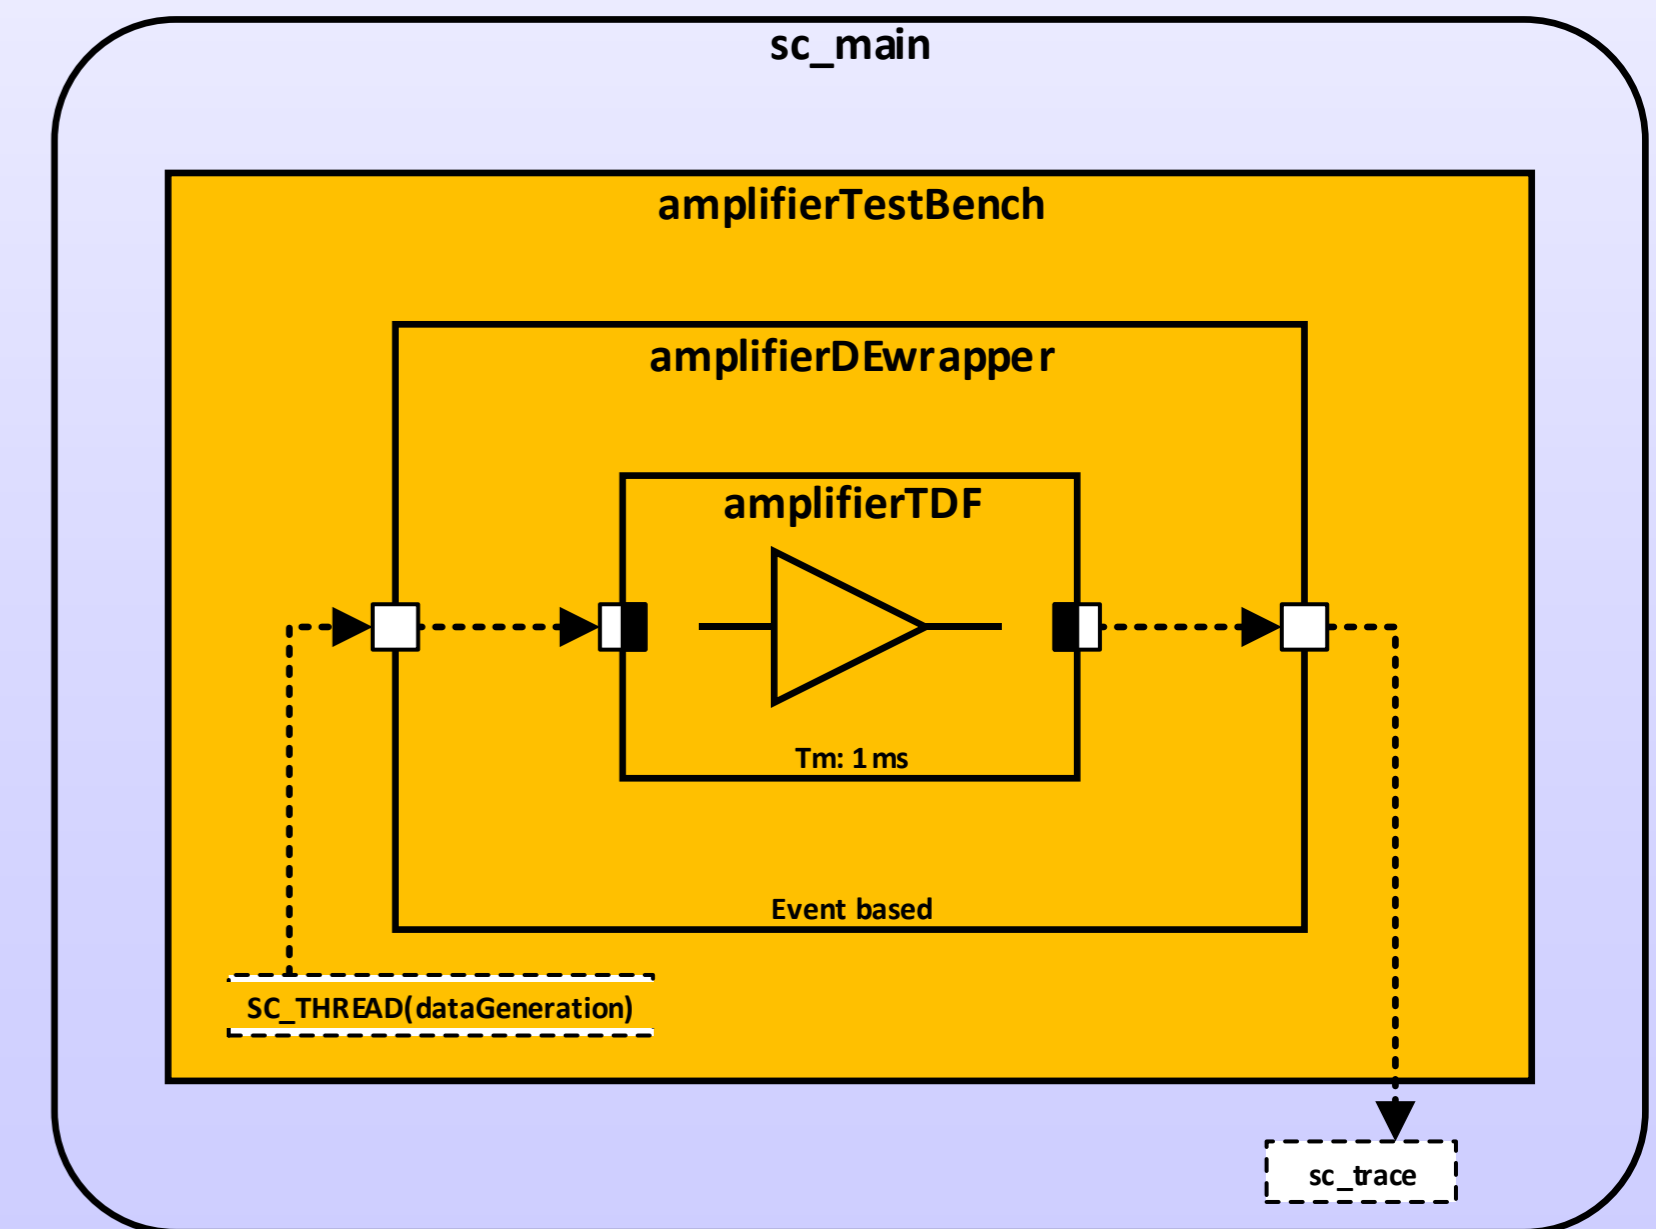 sc_main
amplifierTestBench
amplifierDEwrapper
amplifierTDF
Tm: 1 ms
Event based
SC_THREAD(dataGeneration)
sc_trace